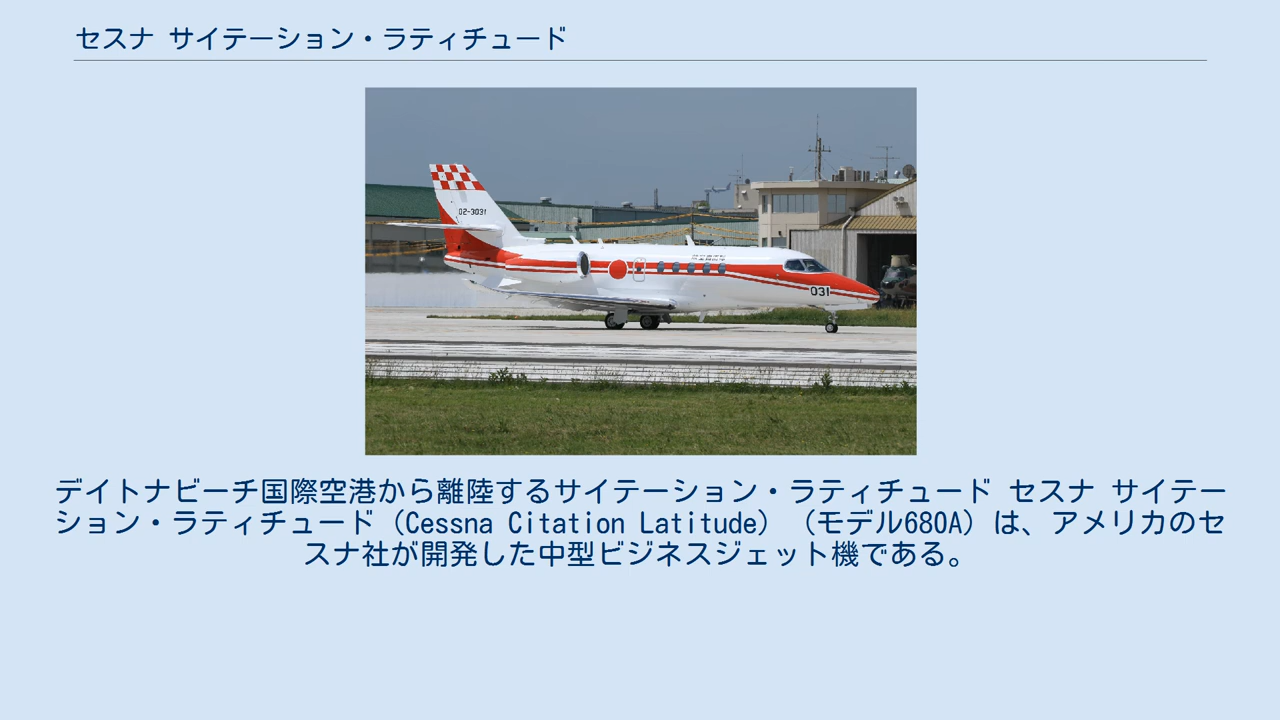 セスナ サイテーション・ラティチュード
02-3031
031
デイトナビーチ国際空港から離陸するサイテーション・ラティチュード セスナ サイテー
ション・ラティチュード（Cessna Citation Latitude）（モデル680A）は、アメリカのセ
スナ社が開発した中型ビジネスジェット機である。